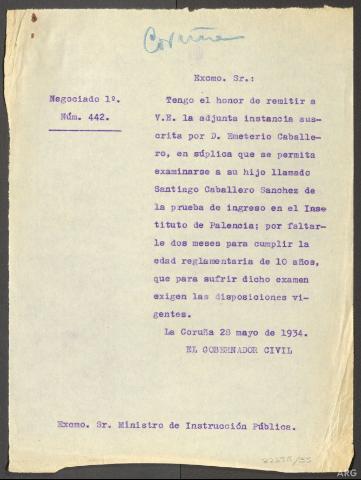 Coruña
Excmo. Sr.:
Negociado 1º.
Núm. 442.
Tengo el honor de remitir a
V.E. la adjunta instancia sus-
crita por D. Emeterio Caballe-
ro, en súplica que se permita
examinarse a su hijo llamado
Santiago Caballero Sanchez de
la prueba de ingreso en el Ins-
tituto de Palencia; por faltar-
le dos meses para cumplir la
edad reglamentaria de 10 años,
que para sufrir dicho examen
exigen las disposiciones vi-
gentes.
La Coruña 28 mayo de 1934.
EL GOBERNADOR CIVIL
Excmo. Sr. Ministro de Instrucción Pública.
ARG